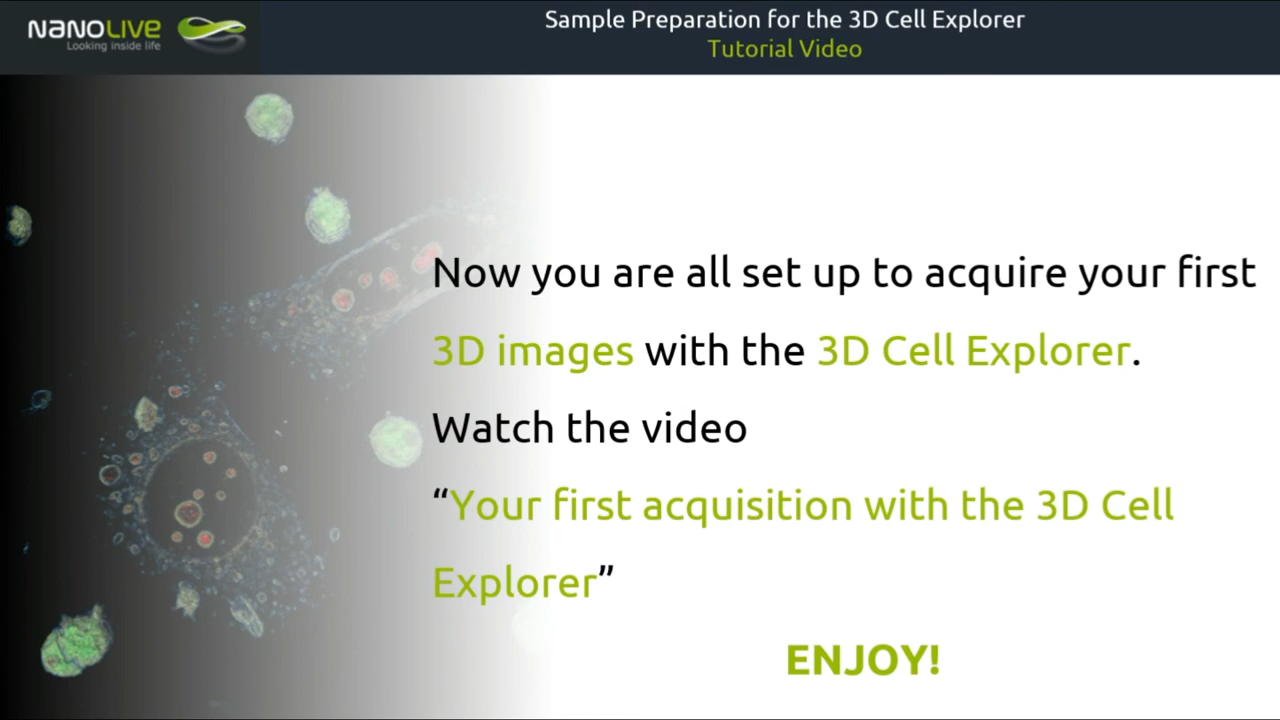 NANOLIVE
Looking inside life
Sample Preparation for the 3D Cell Explorer
Tutorial Video
Now you are all set up to acquire your first
3D images with the 3D Cell Explorer.
Watch the video
“Your first acquisition with the 3D Cell
Explorer”
ENJOY!